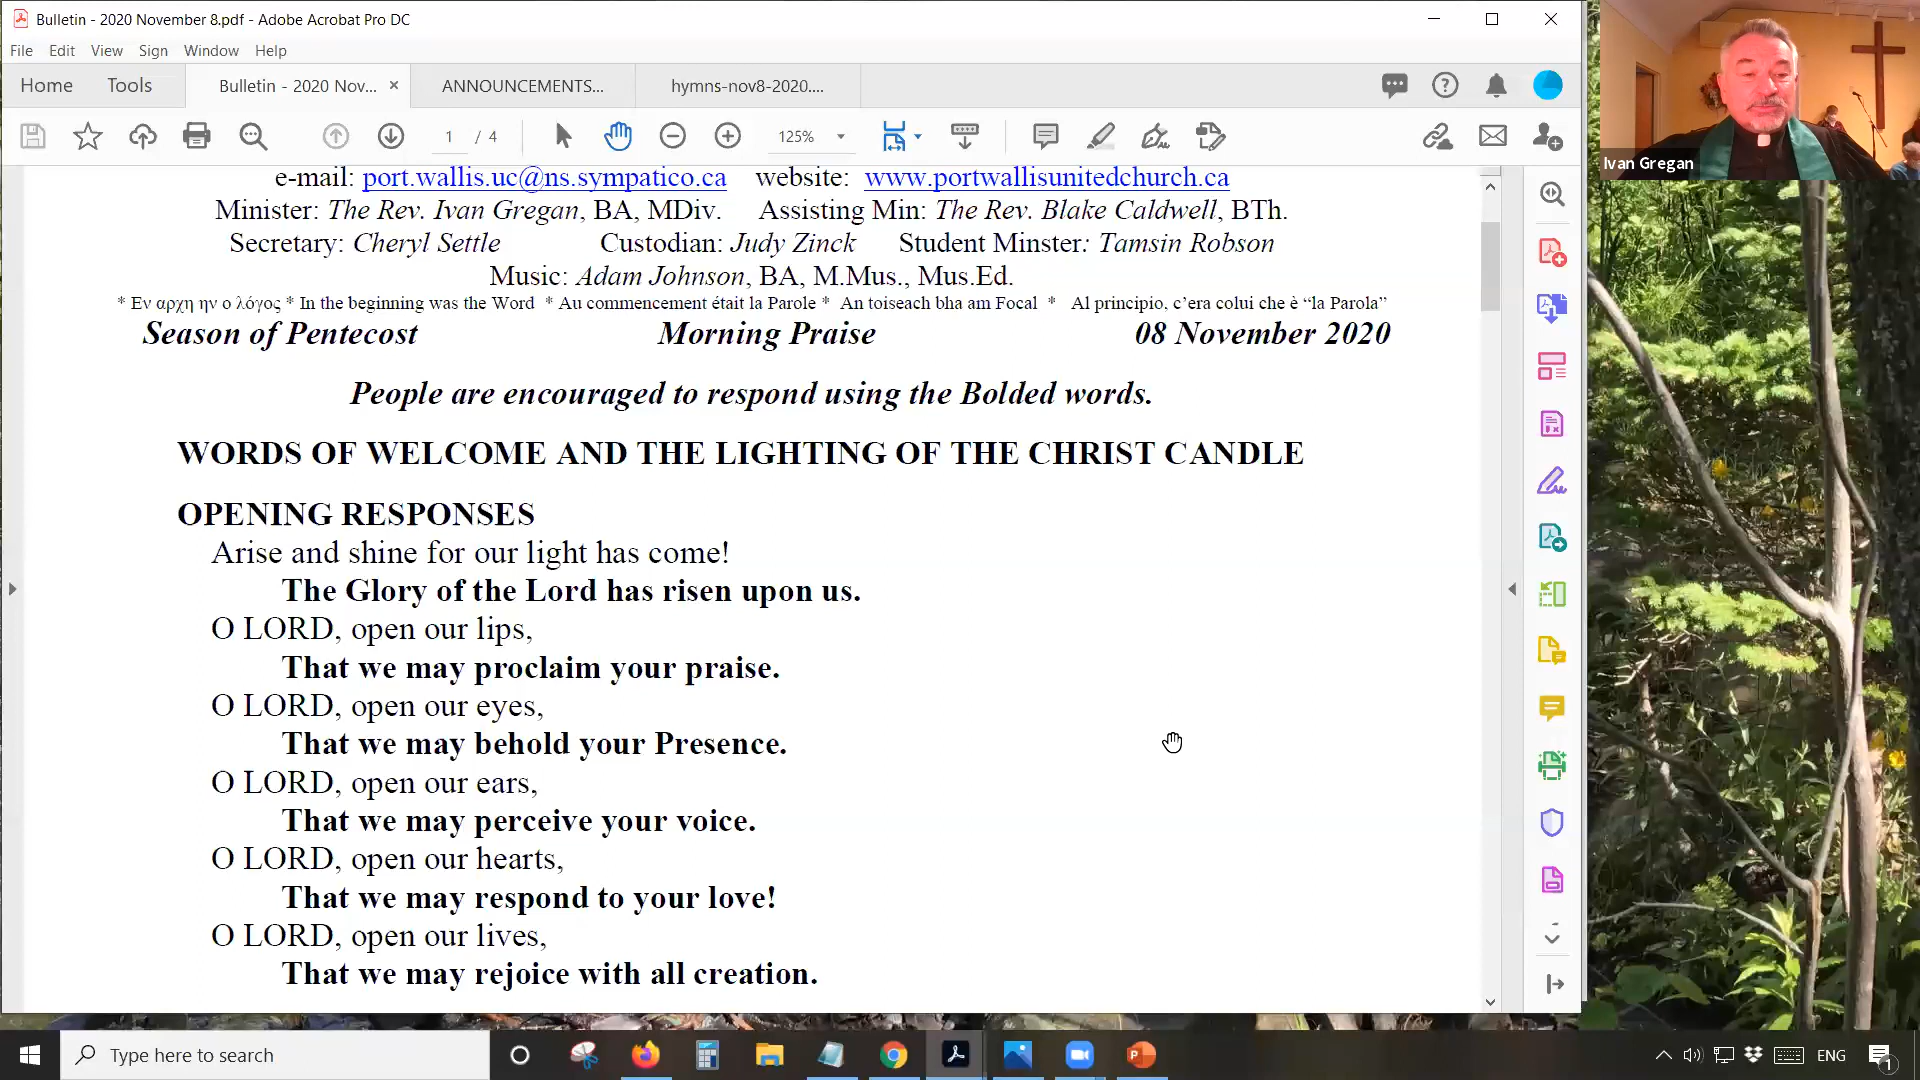 Bulletin - 2020 November 8.pdf - Adobe Acrobat Pro DC
File Edit View Sign Window Help
Home Tools Bulletin - 2020 Nov... × ANNOUNCEMENTS... hymns-nov8-2020....
1 / 4 125%
e-mail: port.wallis.uc@ns.sympatico.ca website: www.portwallisunitedchurch.ca
Minister: The Rev. Ivan Gregan, BA, MDiv. Assisting Min: The Rev. Blake Caldwell, BTh.
Secretary: Cheryl Settle Custodian: Judy Zinck Student Minster: Tamsin Robson
Music: Adam Johnson, BA, M.Mus., Mus.Ed.
* Εν αρχη ην ο λόγος * In the beginning was the Word * Au commencement était la Parole * An toiseach bha am Focal * Al principio, c’era colui che è “la Parola”
Season of Pentecost Morning Praise 08 November 2020
People are encouraged to respond using the Bolded words.
WORDS OF WELCOME AND THE LIGHTING OF THE CHRIST CANDLE
OPENING RESPONSES
Arise and shine for our light has come!
The Glory of the Lord has risen upon us.
O LORD, open our lips,
That we may proclaim your praise.
O LORD, open our eyes,
That we may behold your Presence.
O LORD, open our ears,
That we may perceive your voice.
O LORD, open our hearts,
That we may respond to your love!
O LORD, open our lives,
That we may rejoice with all creation.
Ivan Gregan
Type here to search
ENG
1